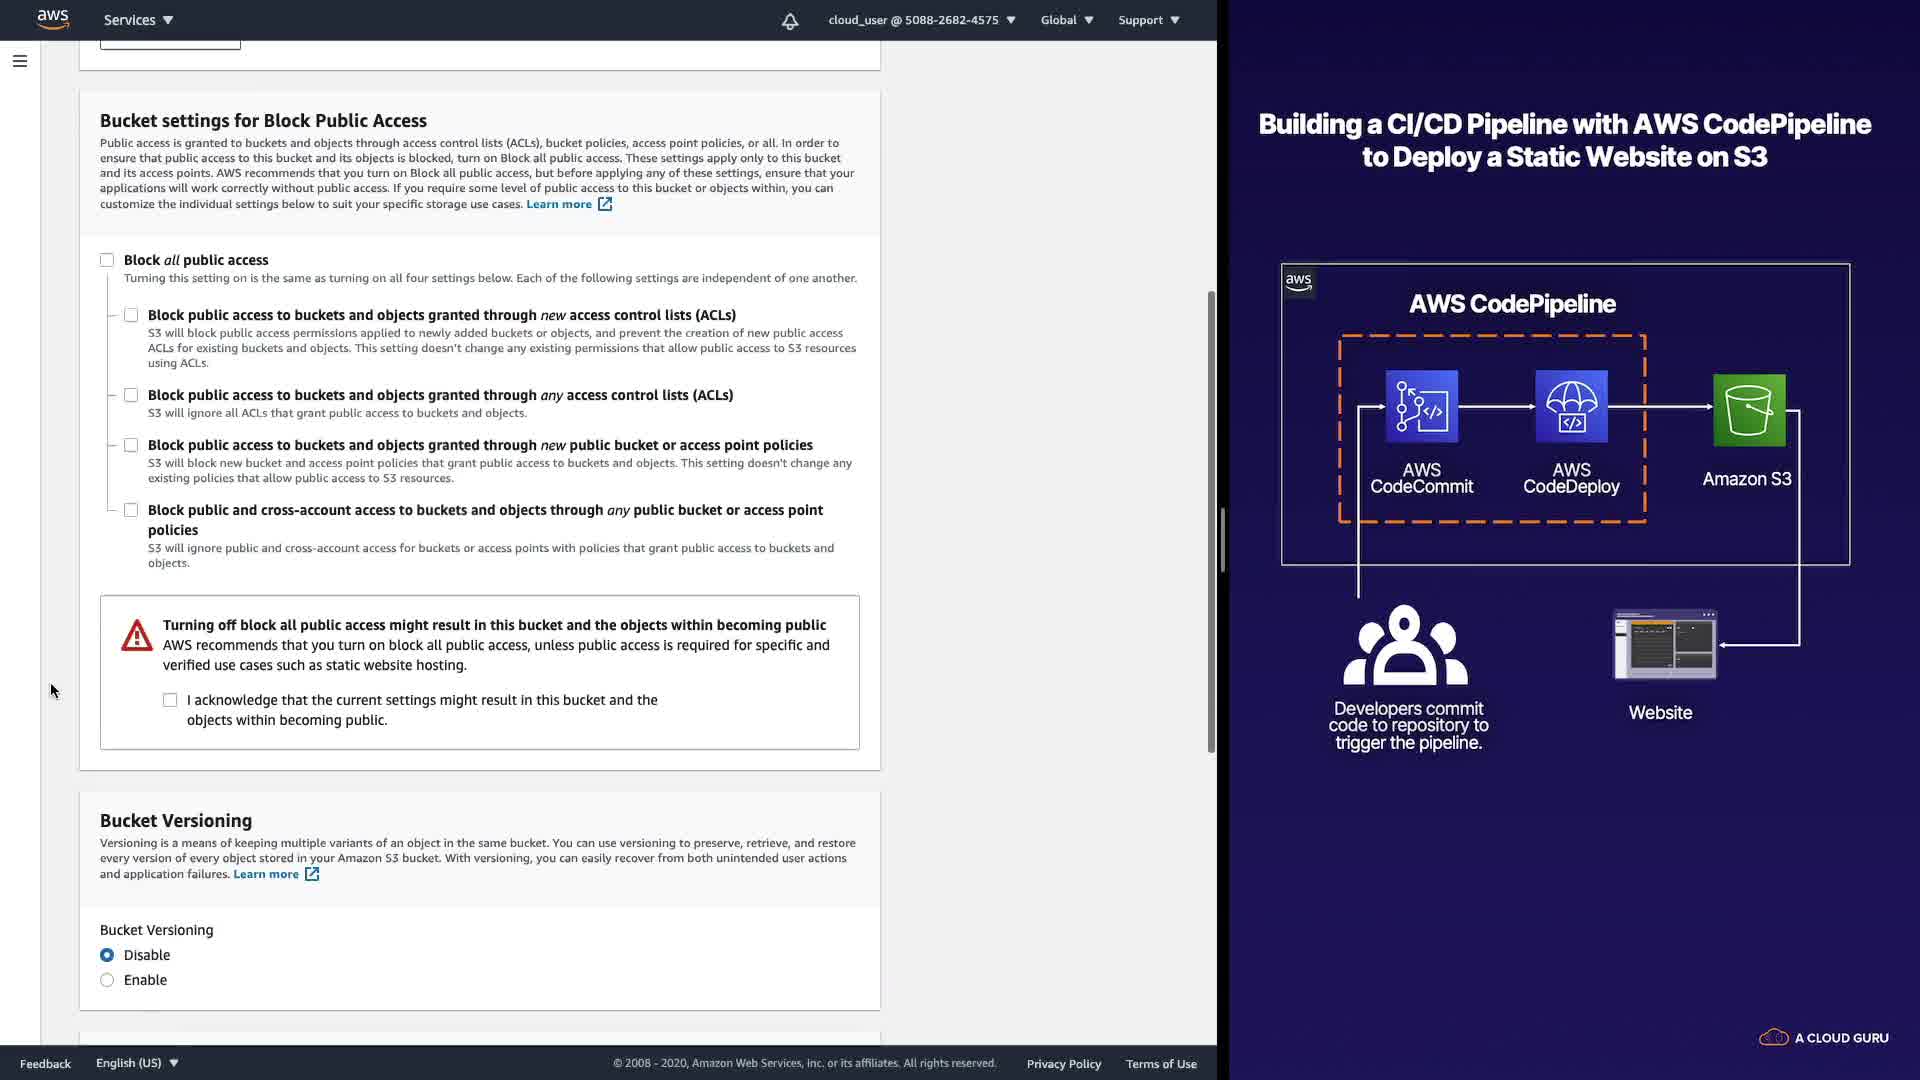 aws
Services
cloud_user @ 5088-2682-4575
Global
Support
Bucket settings for Block Public Access
Public access is granted to buckets and objects through access control lists (ACLs), bucket policies, access point policies, or all. In order to
ensure that public access to this bucket and its objects is blocked, turn on Block all public access. These settings apply only to this bucket
and its access points. AWS recommends that you turn on Block all public access, but before applying any of these settings, ensure that your
applications will work correctly without public access. If you require some level of public access to this bucket or objects within, you can
customize the individual settings below to suit your specific storage use cases. Learn more
Block all public access
Turning this setting on is the same as turning on all four settings below. Each of the following settings are independent of one another.
Block public access to buckets and objects granted through new access control lists (ACLs)
S3 will block public access permissions applied to newly added buckets or objects, and prevent the creation of new public access
ACLs for existing buckets and objects. This setting doesn't change any existing permissions that allow public access to S3 resources
using ACLs.
Block public access to buckets and objects granted through any access control lists (ACLs)
S3 will ignore all ACLs that grant public access to buckets and objects.
Block public access to buckets and objects granted through new public bucket or access point policies
S3 will block new bucket and access point policies that grant public access to buckets and objects. This setting doesn't change any
existing policies that allow public access to S3 resources.
Block public and cross-account access to buckets and objects through any public bucket or access point
policies
S3 will ignore public and cross-account access for buckets or access points with policies that grant public access to buckets and
objects.
Turning off block all public access might result in this bucket and the objects within becoming public
AWS recommends that you turn on block all public access, unless public access is required for specific and
verified use cases such as static website hosting.
I acknowledge that the current settings might result in this bucket and the
objects within becoming public.
Bucket Versioning
Versioning is a means of keeping multiple variants of an object in the same bucket. You can use versioning to preserve, retrieve, and restore
every version of every object stored in your Amazon S3 bucket. With versioning, you can easily recover from both unintended user actions
and application failures. Learn more
Bucket Versioning
Disable
Enable
Feedback
English (US)
© 2008 - 2020, Amazon Web Services, Inc. or its affiliates. All rights reserved.
Privacy Policy
Terms of Use
Building a CI/CD Pipeline with AWS CodePipeline
to Deploy a Static Website on S3
aws
AWS CodePipeline
AWS
CodeCommit
AWS
CodeDeploy
Amazon S3
Developers commit
code to repository to
trigger the pipeline.
Website
A CLOUD GURU